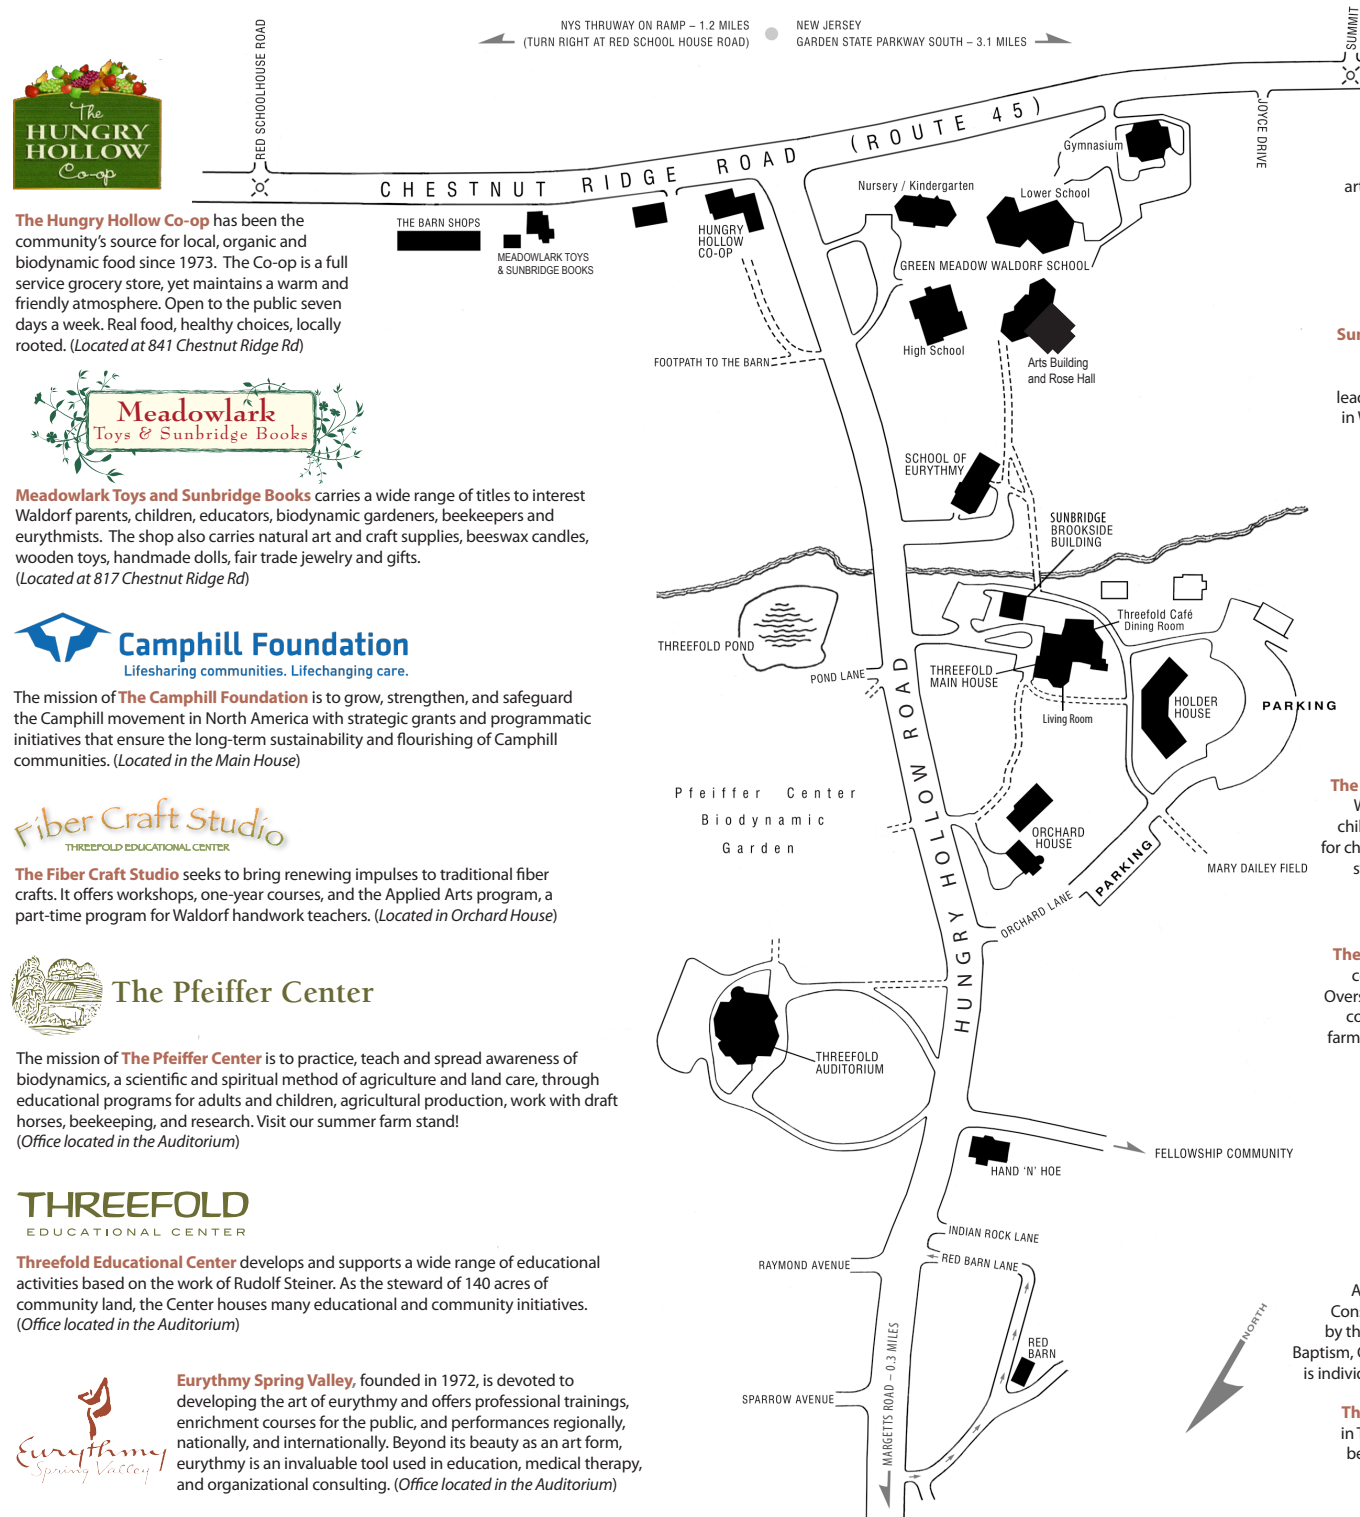 The
HUNGRY
HOLLOW
Co-op
The Hungry Hollow Co-op has been the
community's source for local, organic and
biodynamic food since 1973.  The Co-op is a full
service grocery store, yet maintains a warm and
friendly atmosphere. Open to the public seven
days a week. Real food, healthy choices, locally
rooted. (Located at 841 Chestnut Ridge Rd)
Meadowlark
Toys & Sunbridge Books
Meadowlark Toys and Sunbridge Books carries a wide range of titles to interest
Waldorf parents, children, educators, biodynamic gardeners, beekeepers and
eurythmists.  The shop also carries natural art and craft supplies, beeswax candles,
wooden toys, handmade dolls, fair trade jewelry and gifts.
(Located at 817 Chestnut Ridge Rd)
Camphill Foundation
Lifesharing communities. Lifechanging care.
The mission of The Camphill Foundation is to grow, strengthen, and safeguard
the Camphill movement in North America with strategic grants and programmatic
initiatives that ensure the long-term sustainability and flourishing of Camphill
communities. (Located in the Main House)
Fiber Craft Studio
THREEFOLD EDUCATIONAL CENTER
The Fiber Craft Studio seeks to bring renewing impulses to traditional fiber
crafts. It offers workshops, one-year courses, and the Applied Arts program, a
part-time program for Waldorf handwork teachers. (Located in Orchard House)
The Pfeiffer Center
The mission of The Pfeiffer Center is to practice, teach and spread awareness of
biodynamics, a scientific and spiritual method of agriculture and land care, through
educational programs for adults and children, agricultural production, work with draft
horses, beekeeping, and research. Visit our summer farm stand!
(Office located in the Auditorium)
THREEFOLD
EDUCATIONAL CENTER
Threefold Educational Center develops and supports a wide range of educational
activities based on the work of Rudolf Steiner. As the steward of 140 acres of
community land, the Center houses many educational and community initiatives.
(Office located in the Auditorium)
Eurythmy
Spring Valley
Eurythmy Spring Valley, founded in 1972, is devoted to
developing the art of eurythmy and offers professional trainings,
enrichment courses for the public, and performances regionally,
nationally, and internationally. Beyond its beauty as an art form,
eurythmy is an invaluable tool used in education, medical therapy,
and organizational consulting. (Office located in the Auditorium)
RED SCHOOLHOUSE ROAD
NYS THRUWAY ON RAMP – 1.2 MILES
(TURN RIGHT AT RED SCHOOL HOUSE ROAD)
NEW JERSEY
GARDEN STATE PARKWAY SOUTH – 3.1 MILES
SUMMIT
JOYCE DRIVE
CHESTNUT RIDGE ROAD (ROUTE 45)
Gymnasium
Nursery / Kindergarten
Lower School
THE BARN SHOPS
MEADOWLARK TOYS
& SUNBRIDGE BOOKS
HUNGRY
HOLLOW
CO-OP
GREEN MEADOW WALDORF SCHOOL
High School
Arts Building
and Rose Hall
FOOTPATH TO THE BARN
SCHOOL OF
EURYTHMY
SUNBRIDGE
BROOKSIDE
BUILDING
Threefold Café
Dining Room
THREEFOLD POND
POND LANE
THREEFOLD
MAIN HOUSE
Living Room
HOLDER
HOUSE
PARKING
Pfeiffer Center
Biodynamic
Garden
HUNGRY HOLLOW ROAD
ORCHARD
HOUSE
PARKING
MARY DAILEY FIELD
ORCHARD LANE
THREEFOLD
AUDITORIUM
FELLOWSHIP COMMUNITY
HAND 'N' HOE
INDIAN ROCK LANE
RAYMOND AVENUE
RED BARN LANE
RED
BARN
SPARROW AVENUE
MARGETTS ROAD – 0.3 MILES
NORTH
art
Sun
lead
in W
The
W
chil
for ch
s
The
c
Overs
co
farm
A
Cons
by th
Baptism, C
is individ
Th
in T
be